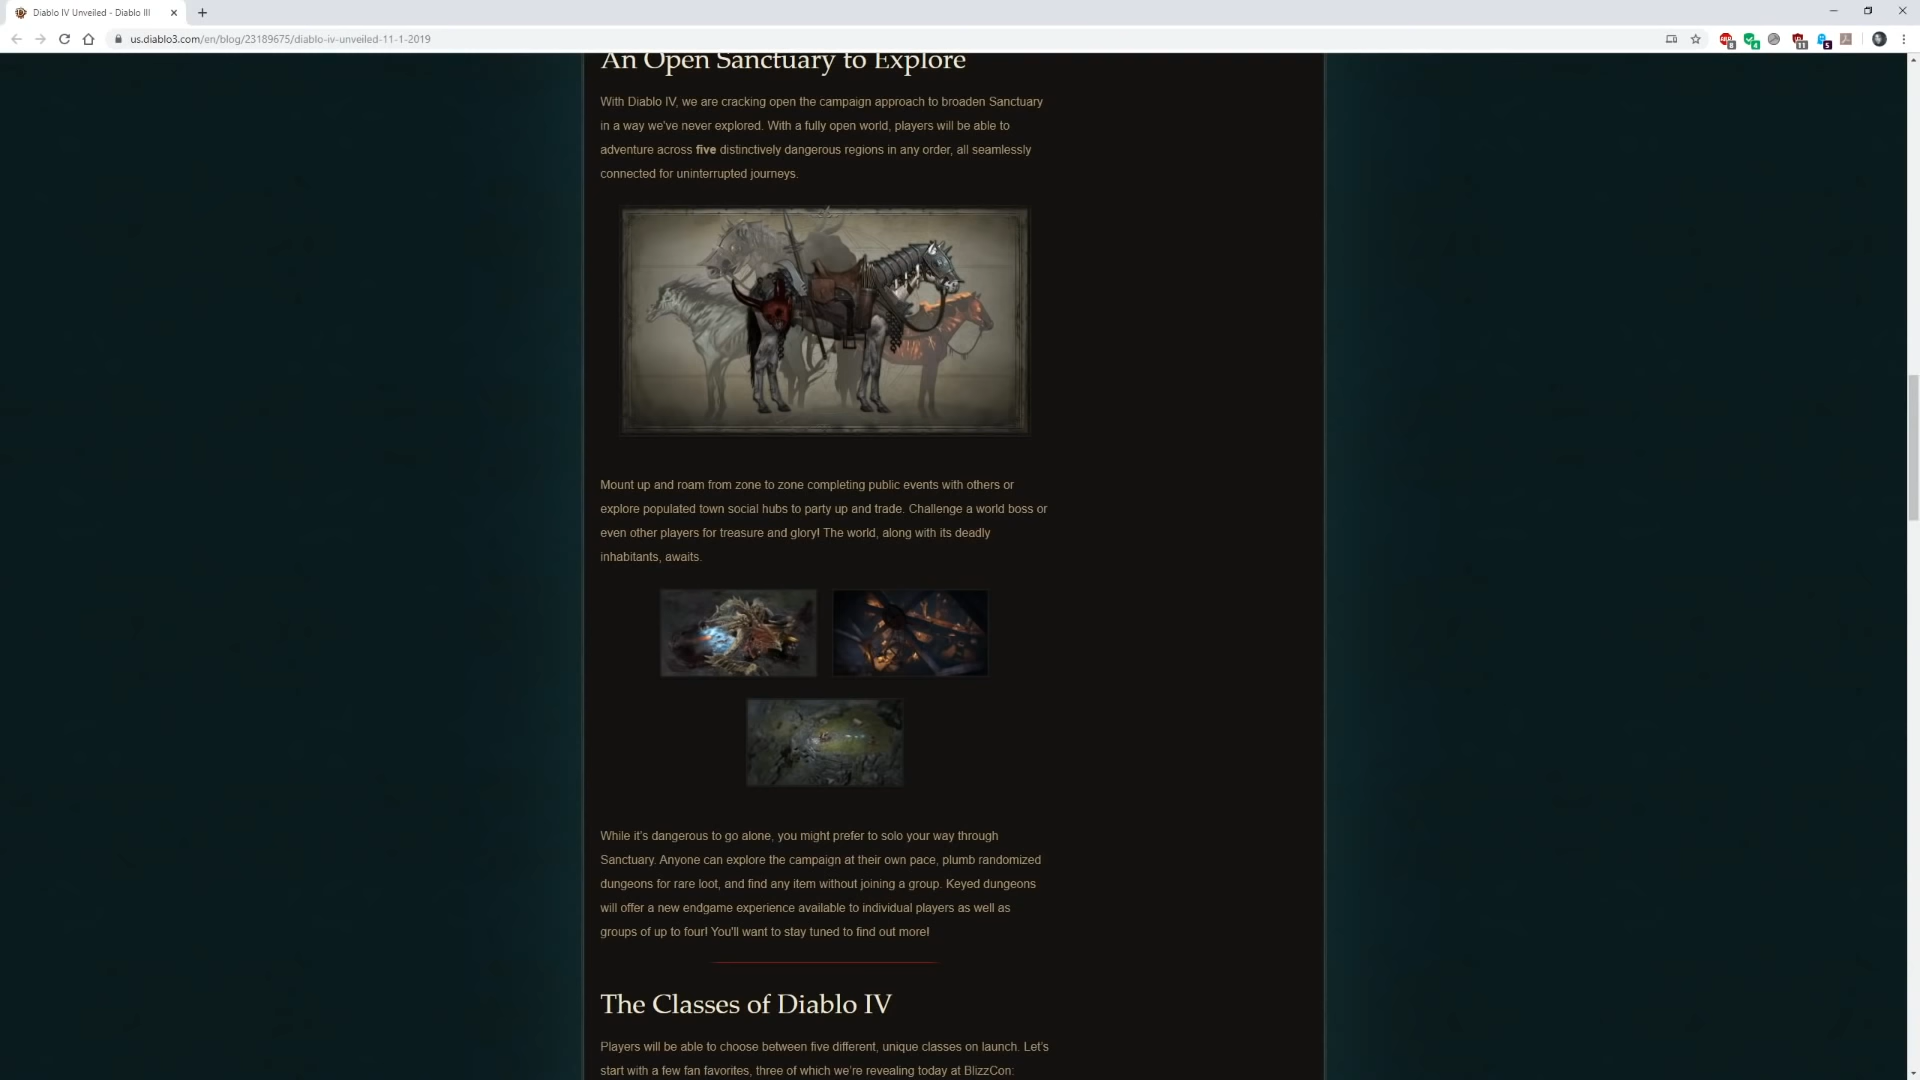 Diablo IV Unveiled - Diablo III
us.diablo3.com/en/blog/23189675/diablo-iv-unveiled-11-1-2019
An Open Sanctuary to Explore
With Diablo IV, we are cracking open the campaign approach to broaden Sanctuary
in a way we've never explored. With a fully open world, players will be able to
adventure across five distinctively dangerous regions in any order, all seamlessly
connected for uninterrupted journeys.
Mount up and roam from zone to zone completing public events with others or
explore populated town social hubs to party up and trade. Challenge a world boss or
even other players for treasure and glory! The world, along with its deadly
inhabitants, awaits.
While it's dangerous to go alone, you might prefer to solo your way through
Sanctuary. Anyone can explore the campaign at their own pace, plumb randomized
dungeons for rare loot, and find any item without joining a group. Keyed dungeons
will offer a new endgame experience available to individual players as well as
groups of up to four! You'll want to stay tuned to find out more!
The Classes of Diablo IV
Players will be able to choose between five different, unique classes on launch. Let's
start with a few fan favorites, three of which we're revealing today at BlizzCon: